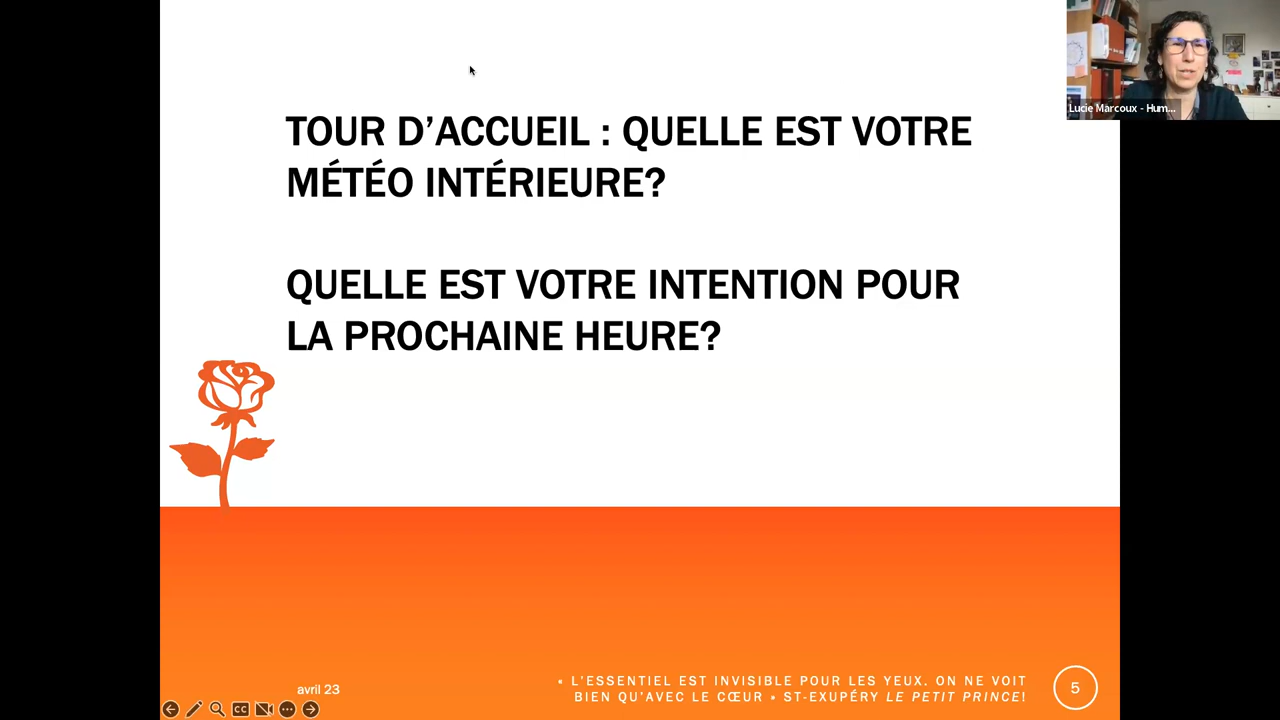 Lucie Marcoux - Hum...
TOUR D’ACCUEIL : QUELLE EST VOTRE
MÉTÉO INTÉRIEURE?
QUELLE EST VOTRE INTENTION POUR
LA PROCHAINE HEURE?
« L’ESSENTIEL EST INVISIBLE POUR LES YEUX. ON NE VOIT
BIEN QU’AVEC LE CŒUR » ST-EXUPÉRY LE PETIT PRINCE!
avril 23
5
CC